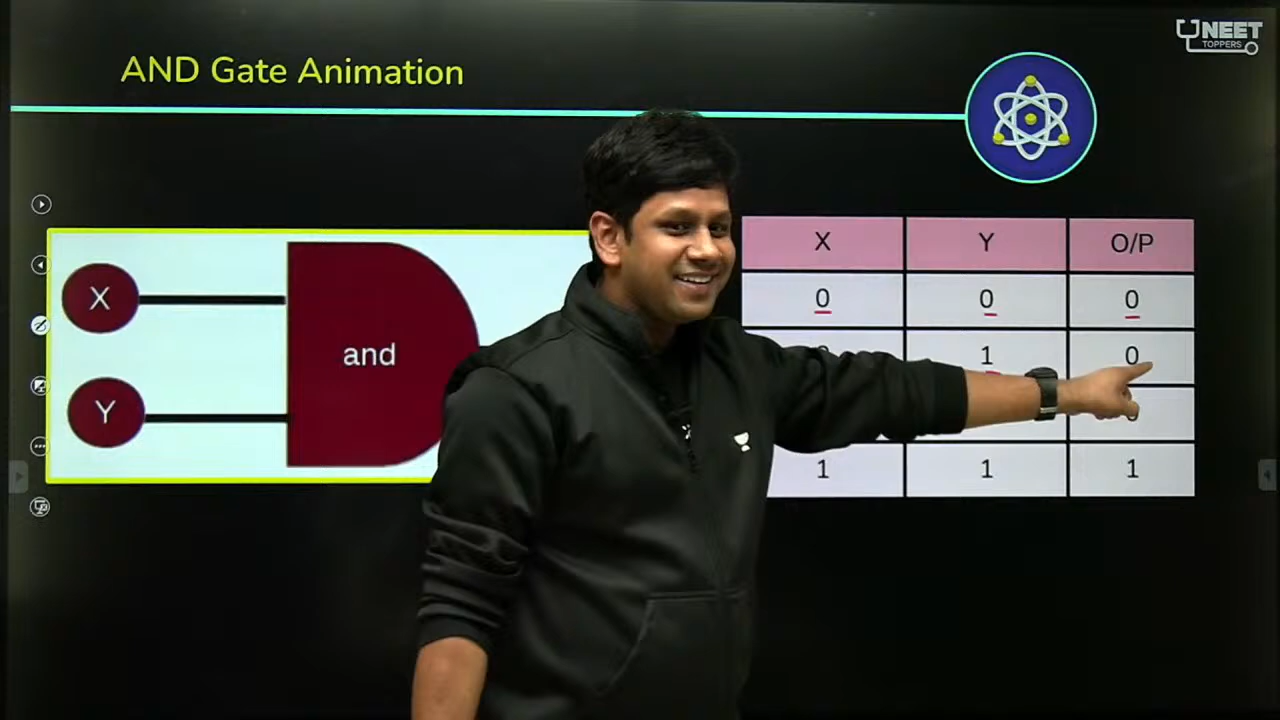 NEET
TOPPERS
AND Gate Animation
X
Y
and
X Y O/P
0 0 0
1 0
1 1 1